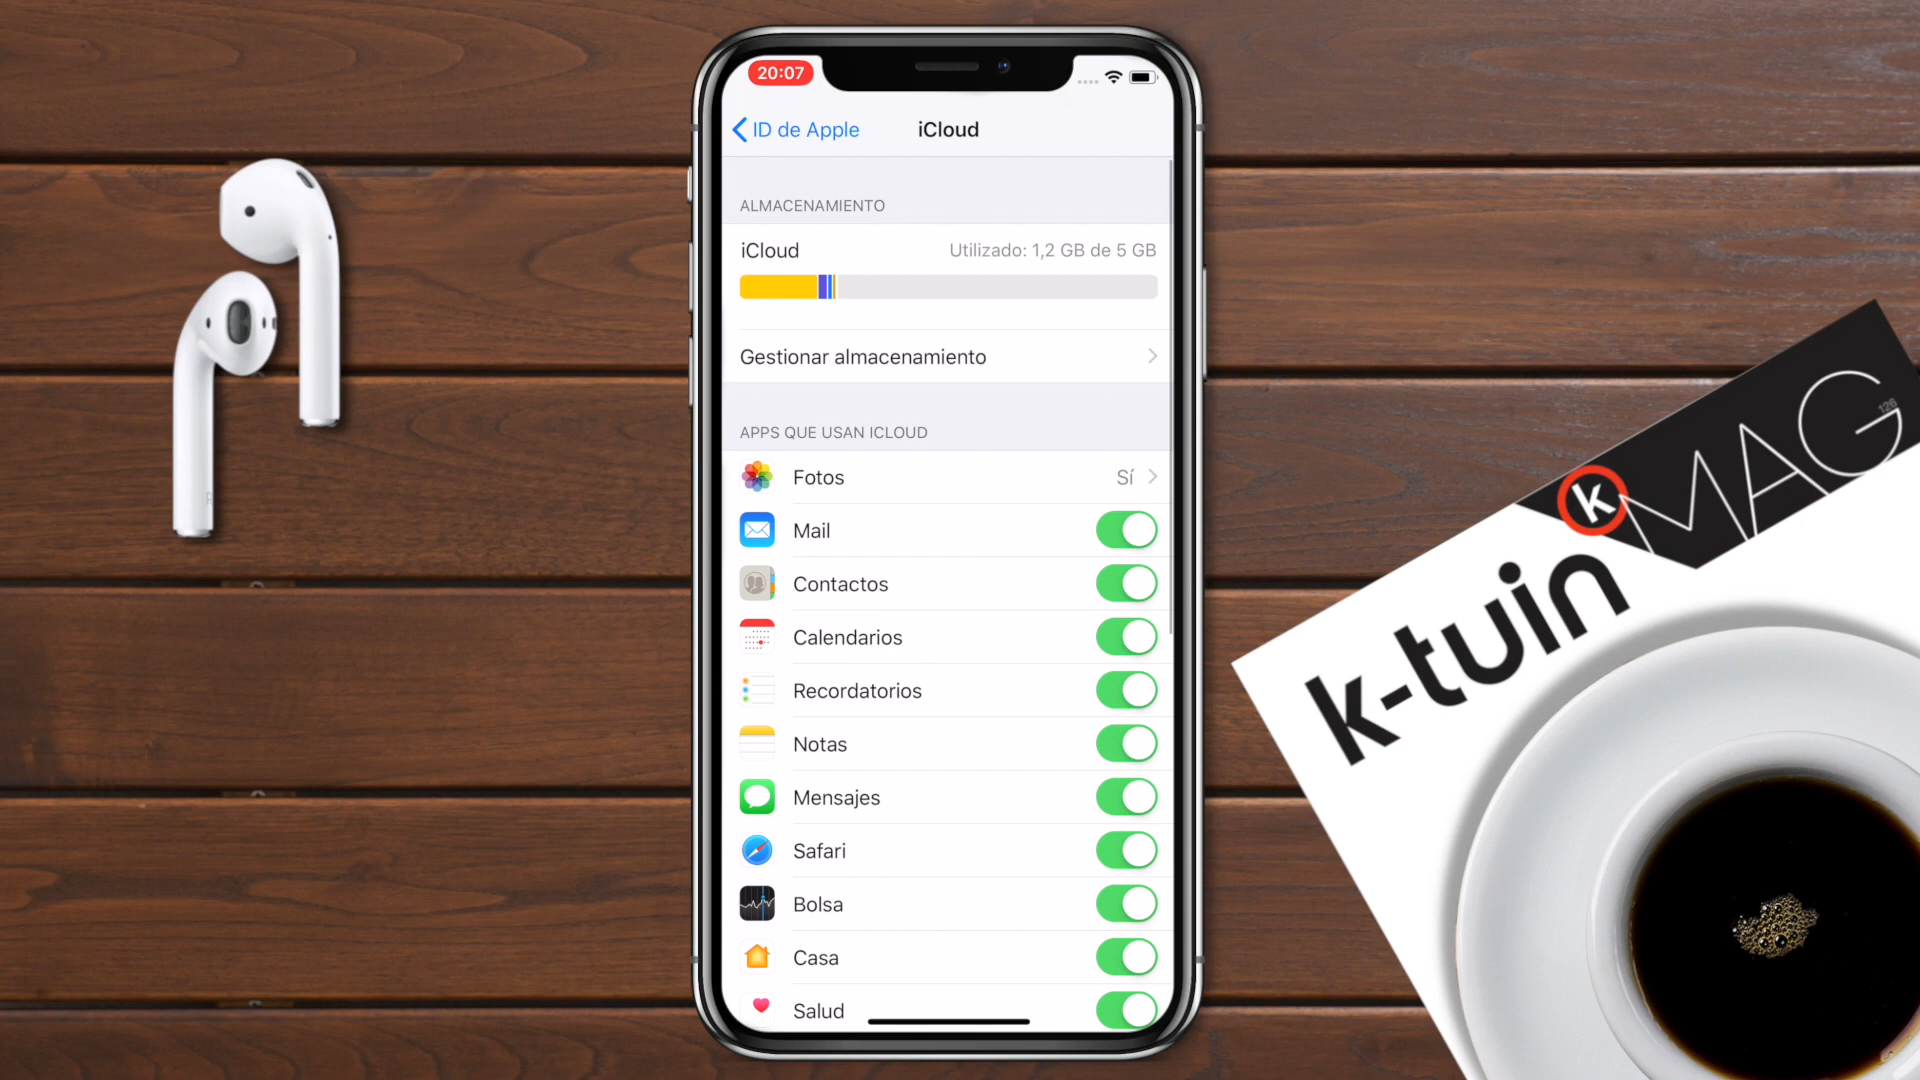 20:07
ID de Apple
iCloud
ALMACENAMIENTO
iCloud
Utilizado: 1,2 GB de 5 GB
Gestionar almacenamiento
APPS QUE USAN ICLOUD
Fotos
Sí
Mail
Contactos
Calendarios
Recordatorios
Notas
Mensajes
Safari
Bolsa
Casa
Salud
k MAG
126
k-tuin